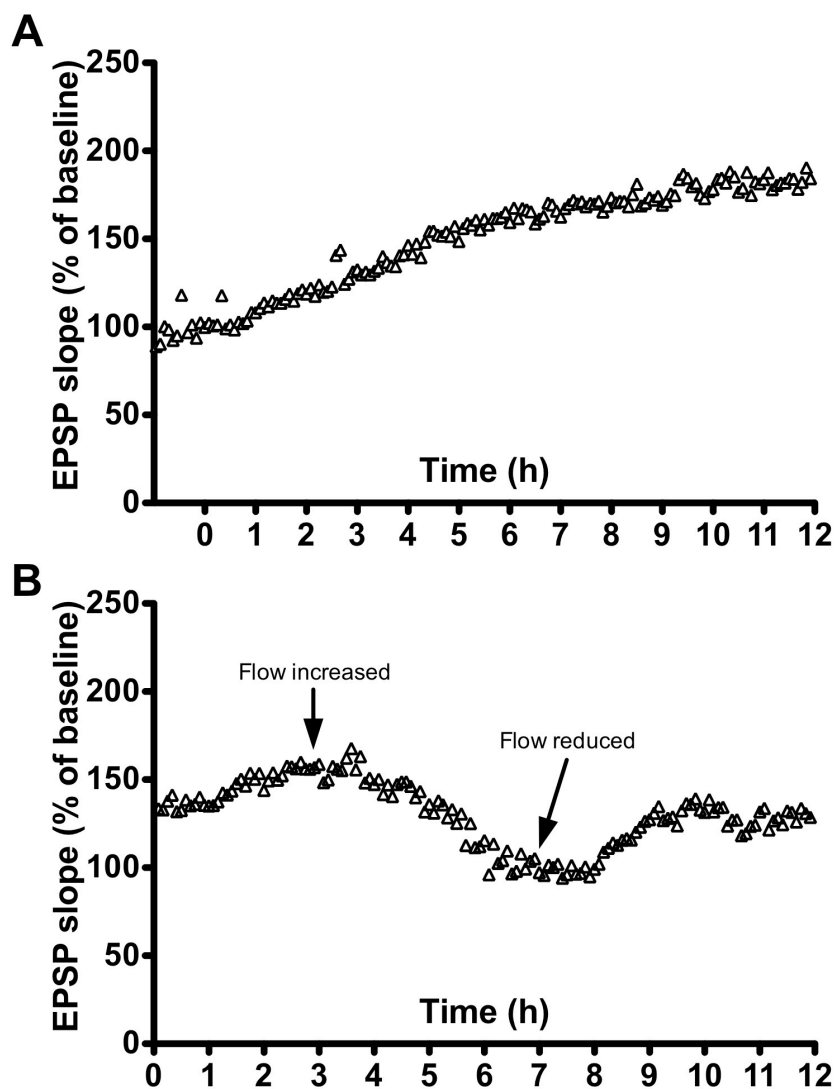 A
EPSP slope (% of baseline)
250
200
150
100
50
0
Time (h)
0 1 2 3 4 5 6 7 8 9 10 11 12
B
EPSP slope (% of baseline)
250
200
150
100
50
0
Flow increased
Flow reduced
Time (h)
0 1 2 3 4 5 6 7 8 9 10 11 12